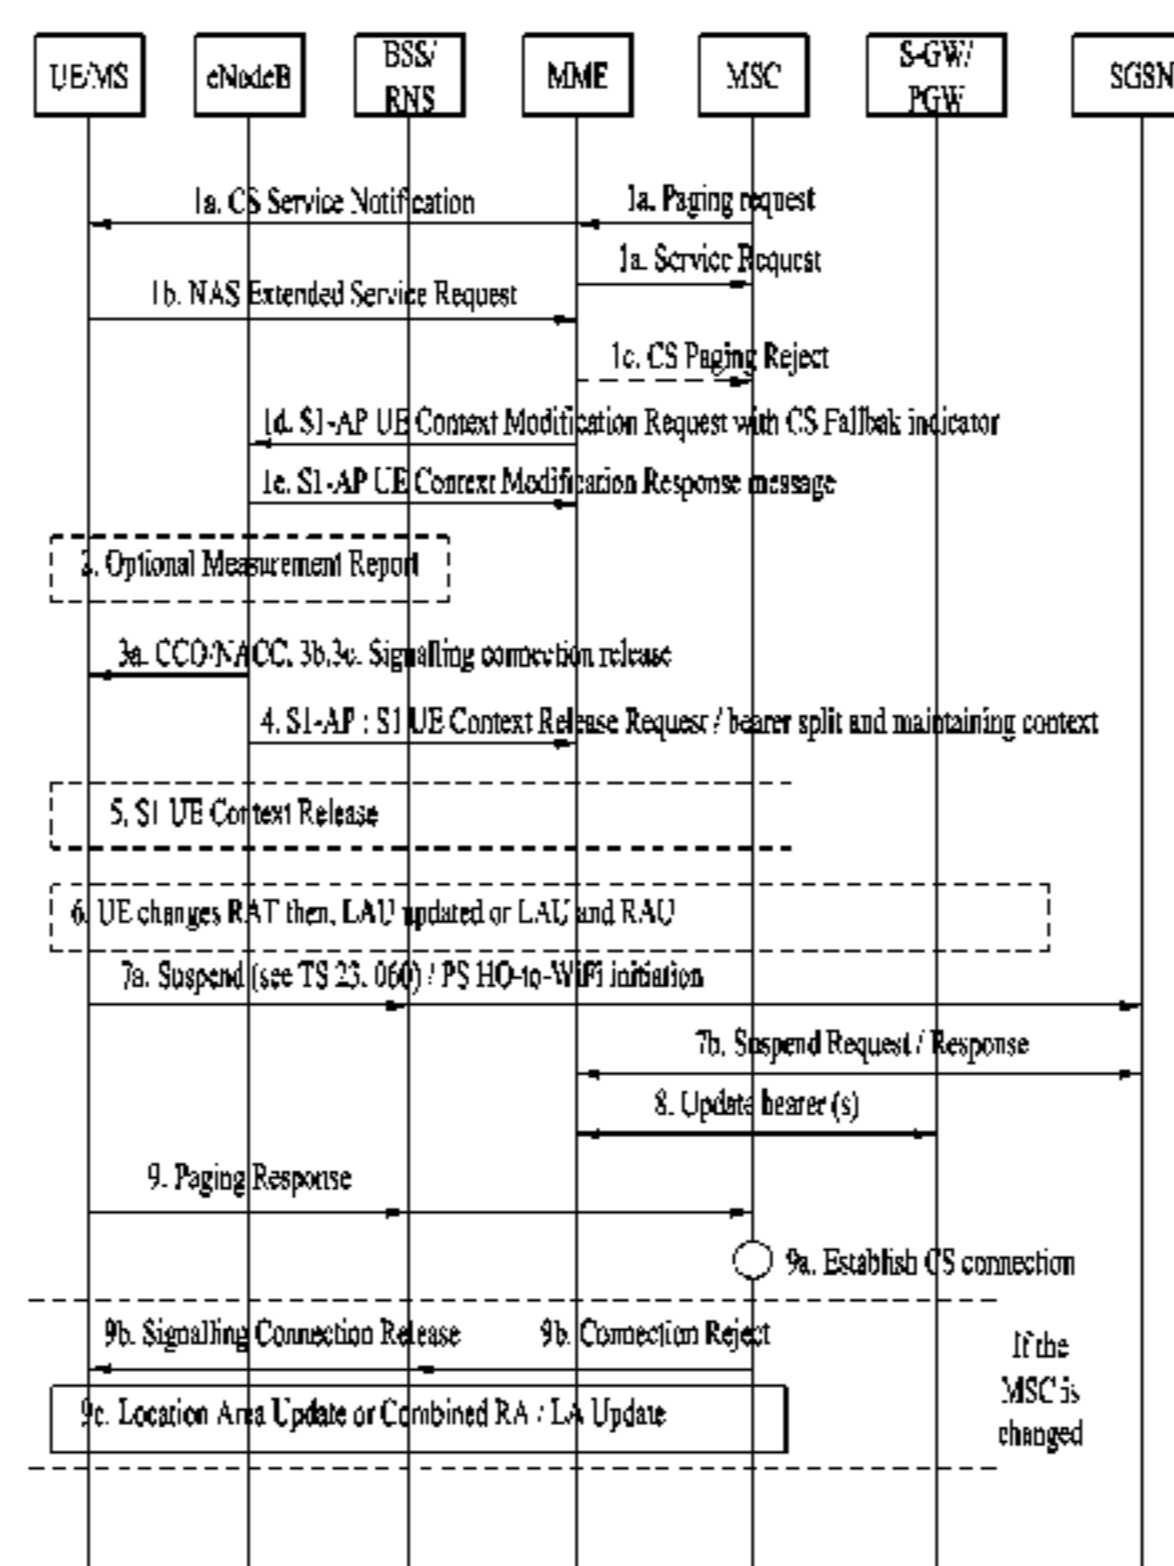 UE/MS
eNodeB
BSS/
RNS
MME
MSC
S-GW/
PGW
SGSN
1a. CS Service Notification
1a. Paging request
1a. Service Request
1b. NAS Extended Service Request
1c. CS Paging Reject
1d. S1-AP UE Context Modification Request with CS Fallbak indicator
1e. S1-AP UE Context Modification Response message
2. Optional Measurement Report
3a. CCO/NACC, 3b,3c. Signalling connection release
4. S1-AP : S1 UE Context Release Request / bearer split and maintaining context
5. S1 UE Context Release
6. UE changes RAT then, LAU updated or LAU and RAU
7a. Suspend (see TS 23. 060) / PS HO-to-WiFi initiation
7b. Suspend Request / Response
8. Update bearer (s)
9. Paging Response
9a. Establish CS connection
9b. Signalling Connection Release
9b. Connection Reject
If the
MSC is
changed
9c. Location Area Update or Combined RA / LA Update